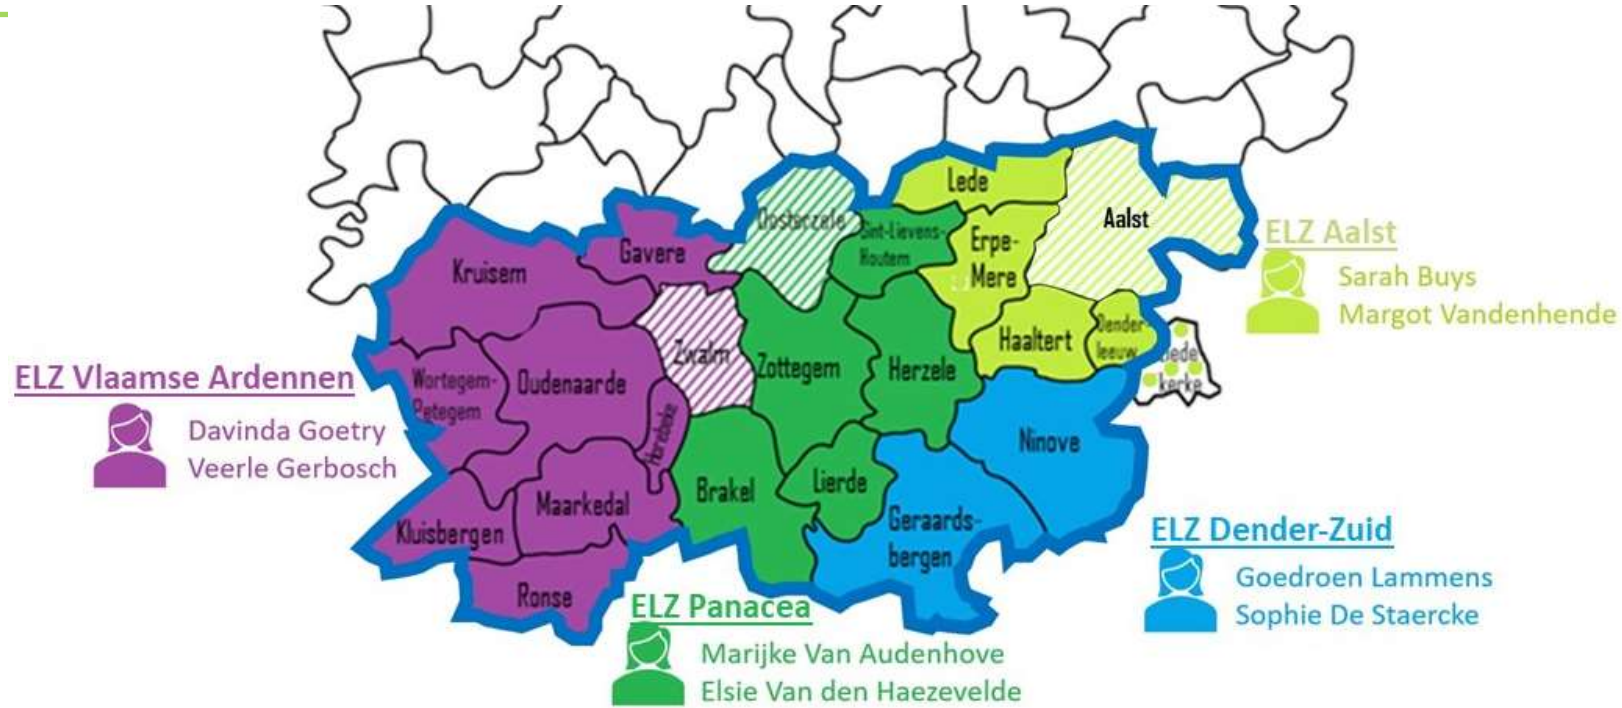 Lede
Aalst
Oosterzele
Sint-Lievens-
Houtem
Erpe-
Mere
Gavere
Kruisem
Haaltert
Dender-
leeuw
Zwalm
Zottegem
Herzele
Wortegem-
Petegem
Oudenaarde
Horebeke
Ninove
Brakel
Lierde
Maarkedal
Kluisbergen
Geraards-
bergen
Ronse
kerke
ELZ Aalst
Sarah Buys
Margot Vandenhende
ELZ Vlaamse Ardennen
Davinda Goetry
Veerle Gerbosch
ELZ Dender-Zuid
Goedroen Lammens
Sophie De Staercke
ELZ Panacea
Marijke Van Audenhove
Elsie Van den Haezevelde